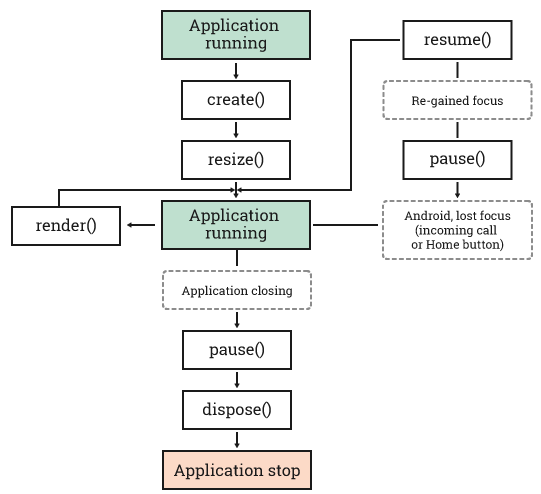 Application
running
resume()
create()
Re-gained focus
resize()
pause()
render()
Application
running
Android, lost focus
(incoming call
or Home button)
Application closing
pause()
dispose()
Application stop